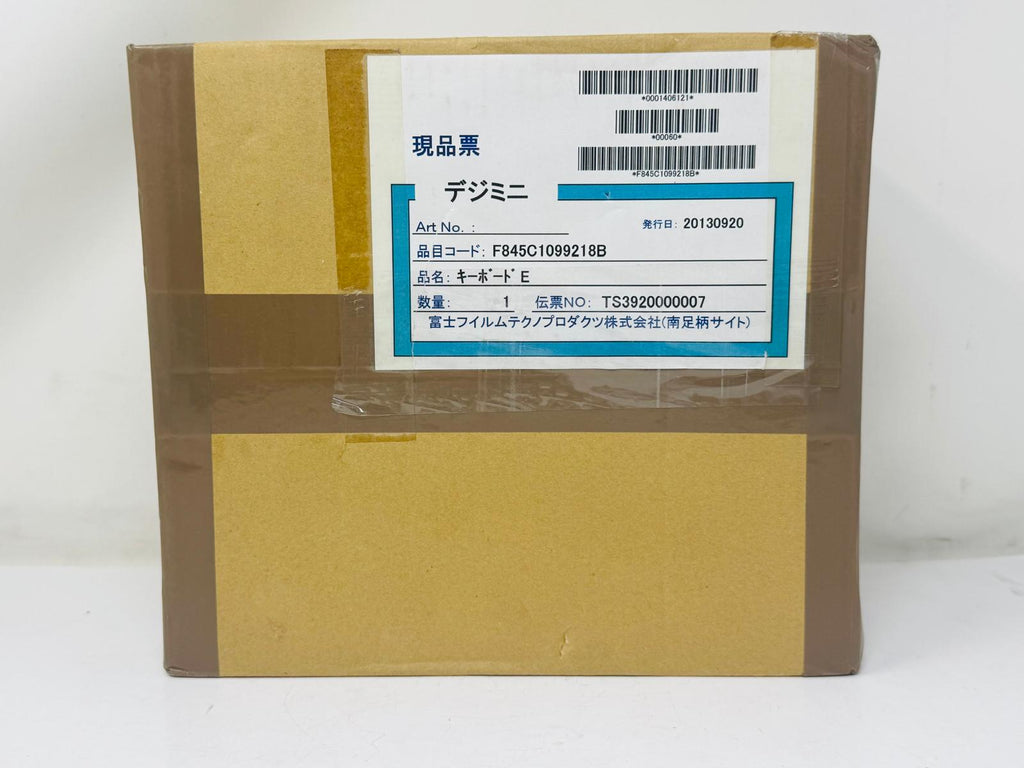 *0001406121*
*00060*
*F845C1099218B*
現品票
デジミニ
Art No. :
発行日: 20130920
品目コード: F845C1099218B
品名: キーボード E
数量: 1 伝票NO: TS3920000007
富士フイルムテクノプロダクツ株式会社(南足柄サイト)